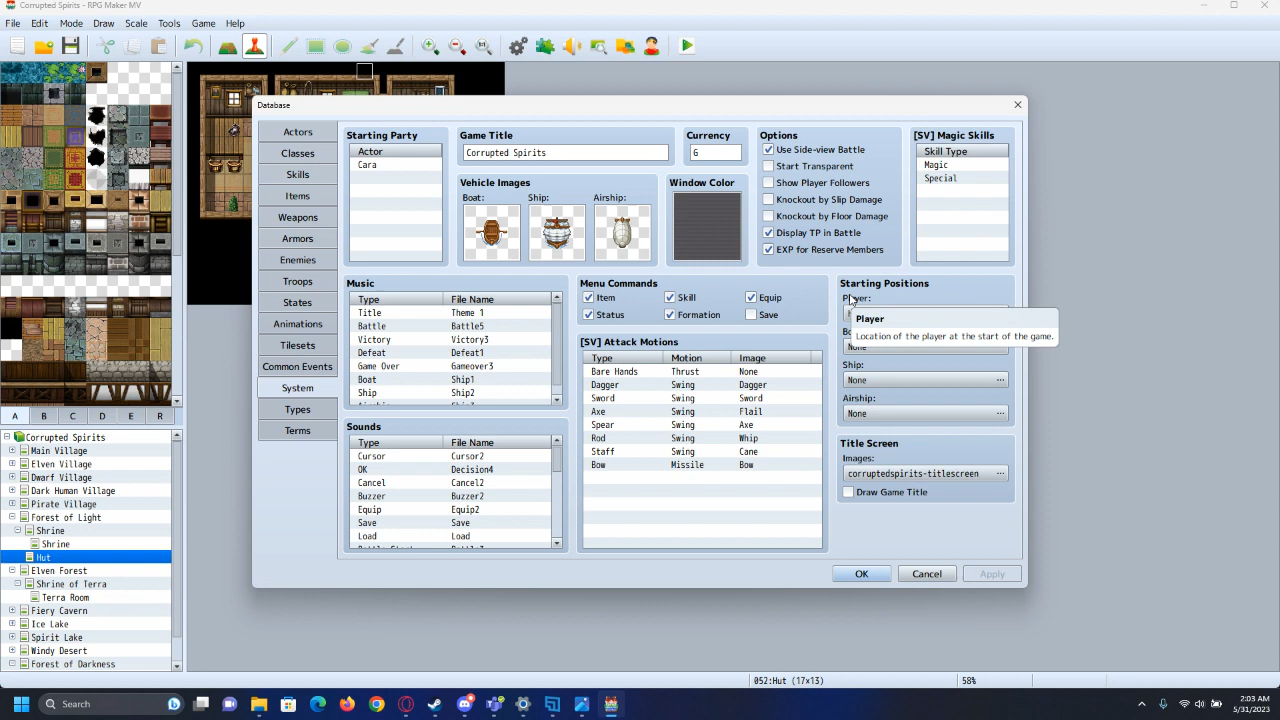 Corrupted Spirits - RPG Maker MV
File Edit Mode Draw Scale Tools Game Help
Database
Actors
Classes
Skills
Items
Weapons
Armors
Enemies
Troops
States
Animations
Tilesets
Common Events
System
Types
Terms
Starting Party
Actor
Cara
Game Title
Corrupted Spirits
Currency
G
Options
Use Side-view Battle
Start Transparent
Show Player Followers
Knockout by Slip Damage
Knockout by Floor Damage
Display TP in Battle
EXP for Reserve Members
[SV] Magic Skills
Skill Type
Magic
Special
Vehicle Images
Boat: Ship: Airship:
Window Color
Music
Type File Name
Title Theme 1
Battle Battle5
Victory Victory3
Defeat Defeat1
Game Over Gameover3
Boat Ship1
Ship Ship2
Menu Commands
Item Skill Equip
Status Formation Save
Starting Positions
Player:
Player
Location of the player at the start of the game.
None
Ship:
None
Airship:
None
[SV] Attack Motions
Type Motion Image
Bare Hands Thrust None
Dagger Swing Dagger
Sword Swing Sword
Axe Swing Flail
Spear Swing Axe
Rod Swing Whip
Staff Swing Cane
Bow Missile Bow
Sounds
Type File Name
Cursor Cursor2
OK Decision4
Cancel Cancel2
Buzzer Buzzer2
Equip Equip2
Save Save
Load Load
Title Screen
Images:
corruptedspirits-titlescreen
Draw Game Title
OK Cancel Apply
A B C D E R
Corrupted Spirits
Main Village
Elven Village
Dwarf Village
Dark Human Village
Pirate Village
Forest of Light
Shrine
Shrine
Hut
Elven Forest
Shrine of Terra
Terra Room
Fiery Cavern
Ice Lake
Spirit Lake
Windy Desert
Forest of Darkness
052:Hut (17×13) 58%
Search
2:03 AM
5/31/2023